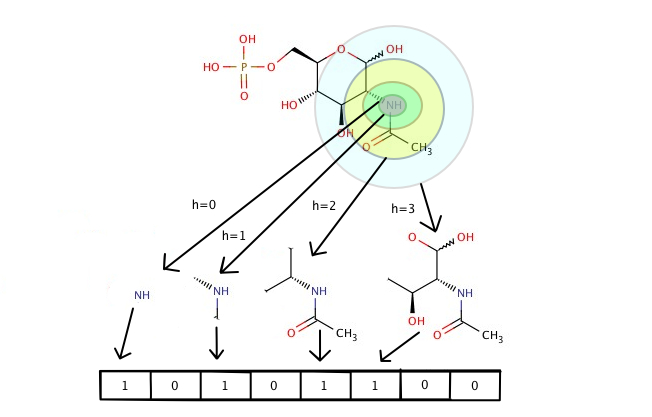 OH
HO P O O OH
O HO NH
OH O CH3
h=0 h=2 h=3
h=1
O OH
NH NH NH NH
OH
O CH3 O CH3
1 0 1 0 1 1 0 0